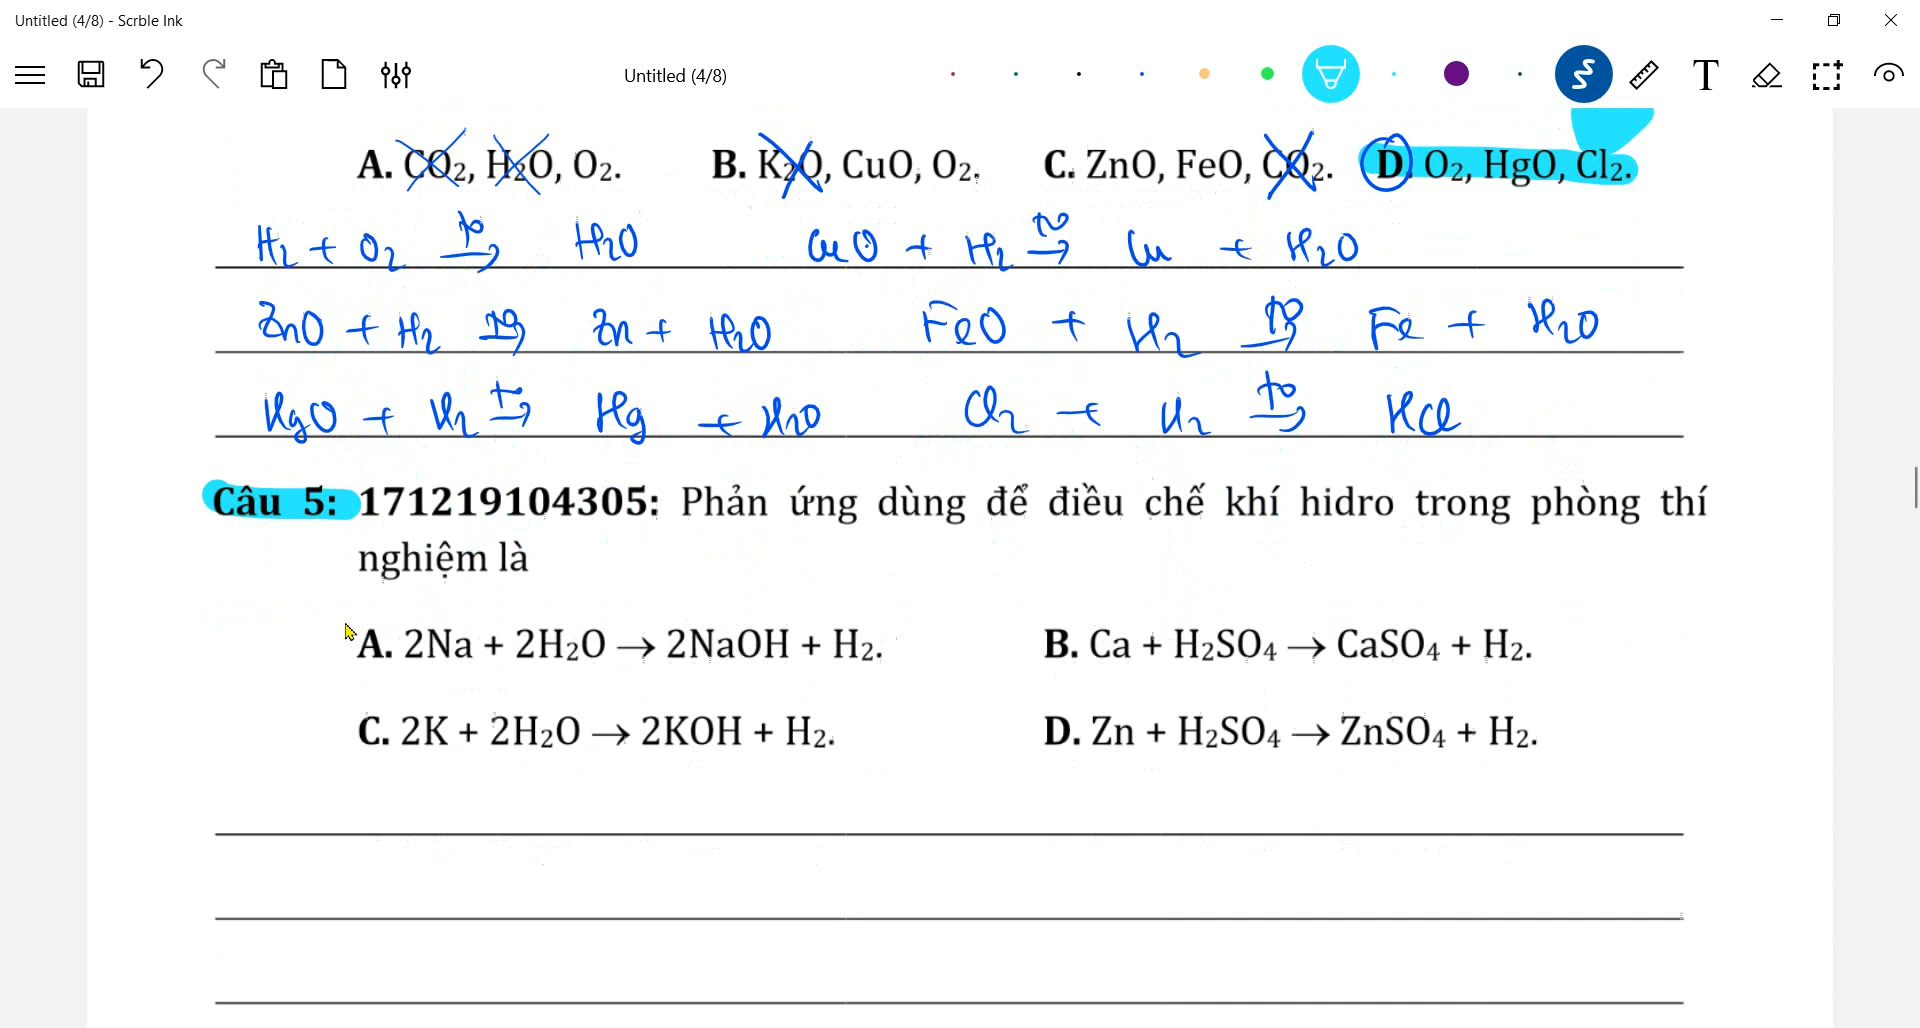 Untitled (4/8) - Scrble Ink
Untitled (4/8)
T
A. CO₂, H₂O, O₂. B. K₂O, CuO, O₂. C. ZnO, FeO, CO₂. D. O₂, HgO, Cl₂.
H₂ + O₂ →(t°) H₂O CuO + H₂ →(t°) Cu + H₂O
ZnO + H₂ →(t°) Zn + H₂O FeO + H₂ →(t°) Fe + H₂O
HgO + H₂ →(t°) Hg + H₂O Cl₂ + H₂ →(t°) HCl
Câu 5: 171219104305: Phản ứng dùng để điều chế khí hidro trong phòng thí
nghiệm là
A. 2Na + 2H₂O → 2NaOH + H₂. B. Ca + H₂SO₄ → CaSO₄ + H₂.
C. 2K + 2H₂O → 2KOH + H₂. D. Zn + H₂SO₄ → ZnSO₄ + H₂.